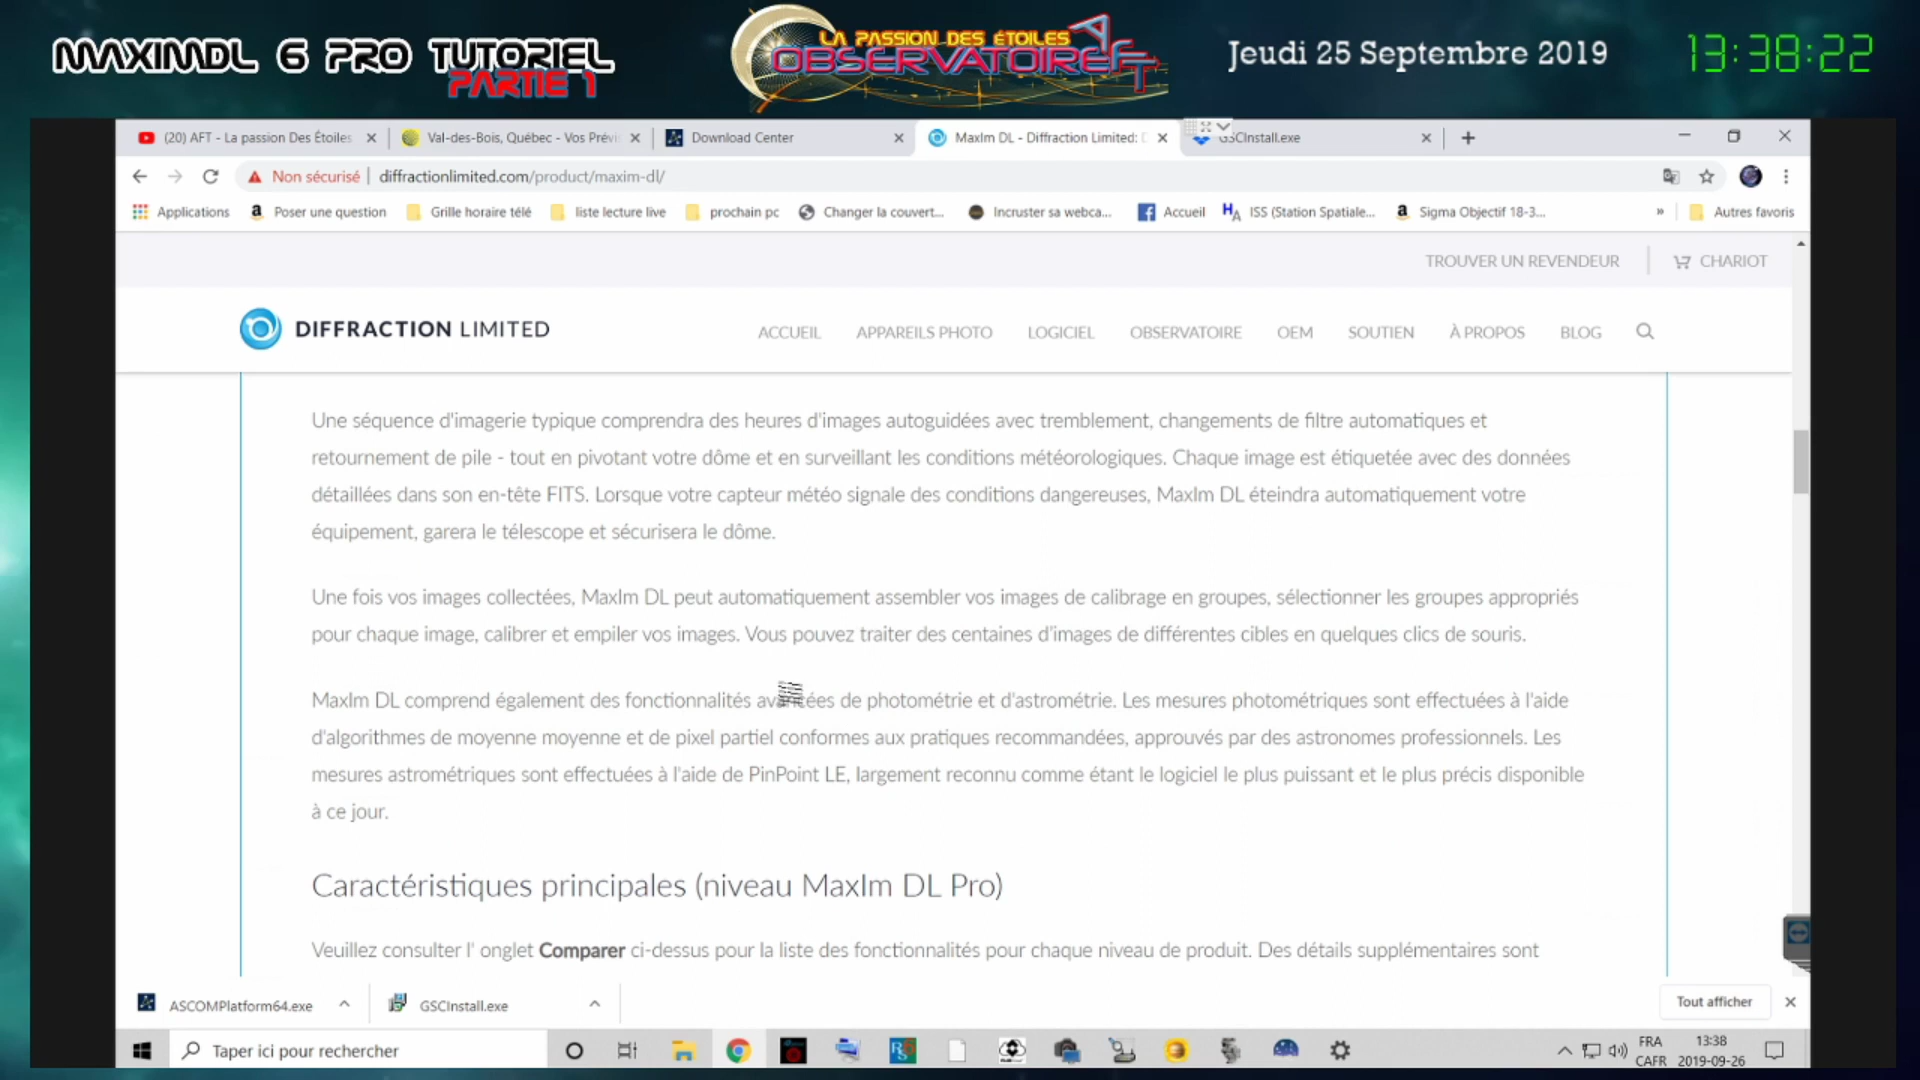 MAXIMDL 6 PRO TUTORIEL
PARTIE 1
LA PASSION DES ÉTOILES
OBSERVATOIRE AFT
Jeudi 25 Septembre 2019
13:38:22
(20) AFT - La passion Des Étoiles
Val-des-Bois, Québec - Vos Prévi
Download Center
MaxIm DL - Diffraction Limited:
GSCInstall.exe
Non sécurisé
diffractionlimited.com/product/maxim-dl/
Applications
Poser une question
Grille horaire télé
liste lecture live
prochain pc
Changer la couvert...
Incruster sa webca...
Accueil
ISS (Station Spatiale...
Sigma Objectif 18-3...
»
Autres favoris
TROUVER UN REVENDEUR
CHARIOT
DIFFRACTION LIMITED
ACCUEIL
APPAREILS PHOTO
LOGICIEL
OBSERVATOIRE
OEM
SOUTIEN
À PROPOS
BLOG
Une séquence d'imagerie typique comprendra des heures d'images autoguidées avec tremblement, changements de filtre automatiques et
retournement de pile - tout en pivotant votre dôme et en surveillant les conditions météorologiques. Chaque image est étiquetée avec des données
détaillées dans son en-tête FITS. Lorsque votre capteur météo signale des conditions dangereuses, MaxIm DL éteindra automatiquement votre
équipement, garera le télescope et sécurisera le dôme.
Une fois vos images collectées, MaxIm DL peut automatiquement assembler vos images de calibrage en groupes, sélectionner les groupes appropriés
pour chaque image, calibrer et empiler vos images. Vous pouvez traiter des centaines d'images de différentes cibles en quelques clics de souris.
MaxIm DL comprend également des fonctionnalités avancées de photométrie et d'astrométrie. Les mesures photométriques sont effectuées à l'aide
d'algorithmes de moyenne moyenne et de pixel partiel conformes aux pratiques recommandées, approuvés par des astronomes professionnels. Les
mesures astrométriques sont effectuées à l'aide de PinPoint LE, largement reconnu comme étant le logiciel le plus puissant et le plus précis disponible
à ce jour.
Caractéristiques principales (niveau MaxIm DL Pro)
Veuillez consulter l' onglet Comparer ci-dessus pour la liste des fonctionnalités pour chaque niveau de produit. Des détails supplémentaires sont
ASCOMPlatform64.exe
GSCInstall.exe
Tout afficher
Taper ici pour rechercher
FRA
CAFR
13:38
2019-09-26